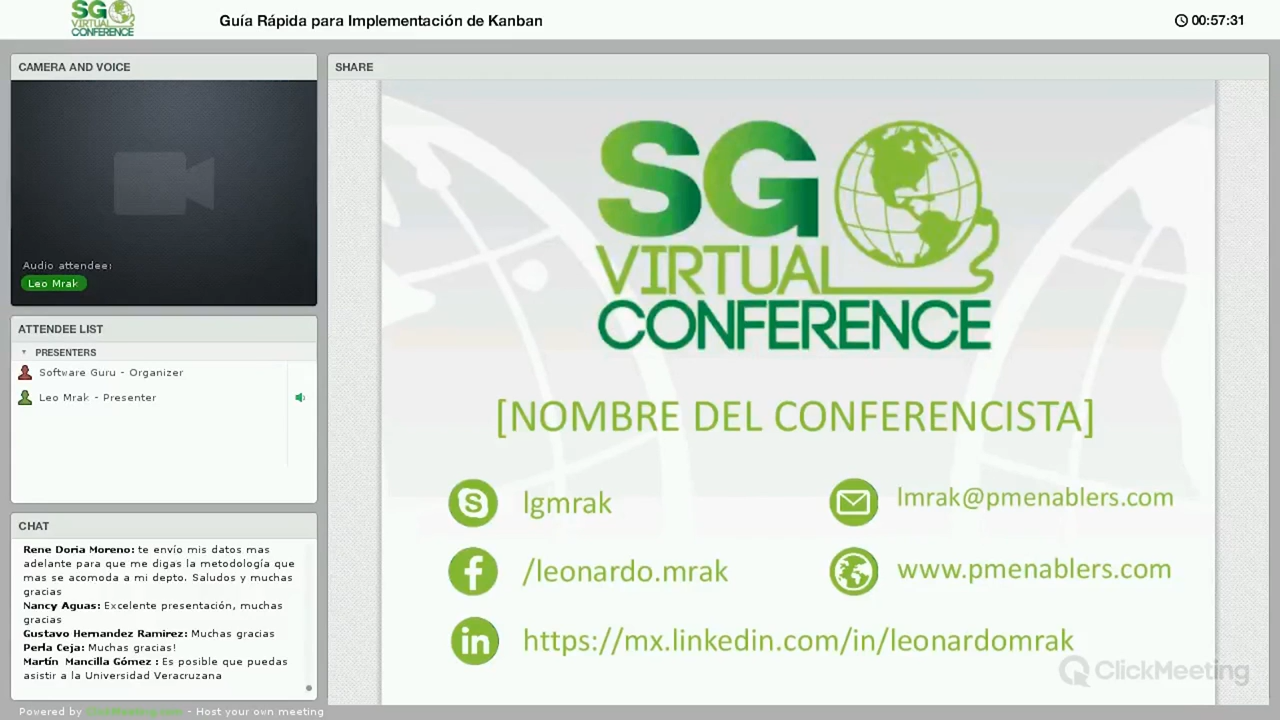 SG
VIRTUAL
CONFERENCE
Guía Rápida para Implementación de Kanban
00:57:31
CAMERA AND VOICE
Audio attendee:
Leo Mrak
ATTENDEE LIST
PRESENTERS
Software Guru - Organizer
Leo Mrak - Presenter
CHAT
Rene Doria Moreno: te envío mis datos mas
adelante para que me digas la metodología que
mas se acomoda a mi depto. Saludos y muchas
gracias
Nancy Aguas: Excelente presentación, muchas
gracias
Gustavo Hernandez Ramirez: Muchas gracias
Perla Ceja: Muchas gracias!
Martín Mancilla Gómez : Es posible que puedas
asistir a la Universidad Veracruzana
SHARE
SG
VIRTUAL
CONFERENCE
[NOMBRE DEL CONFERENCISTA]
lgmrak
lmrak@pmenablers.com
/leonardo.mrak
www.pmenablers.com
in
https://mx.linkedin.com/in/leonardomrak
ClickMeeting
Powered by ClickMeeting.com - Host your own meeting